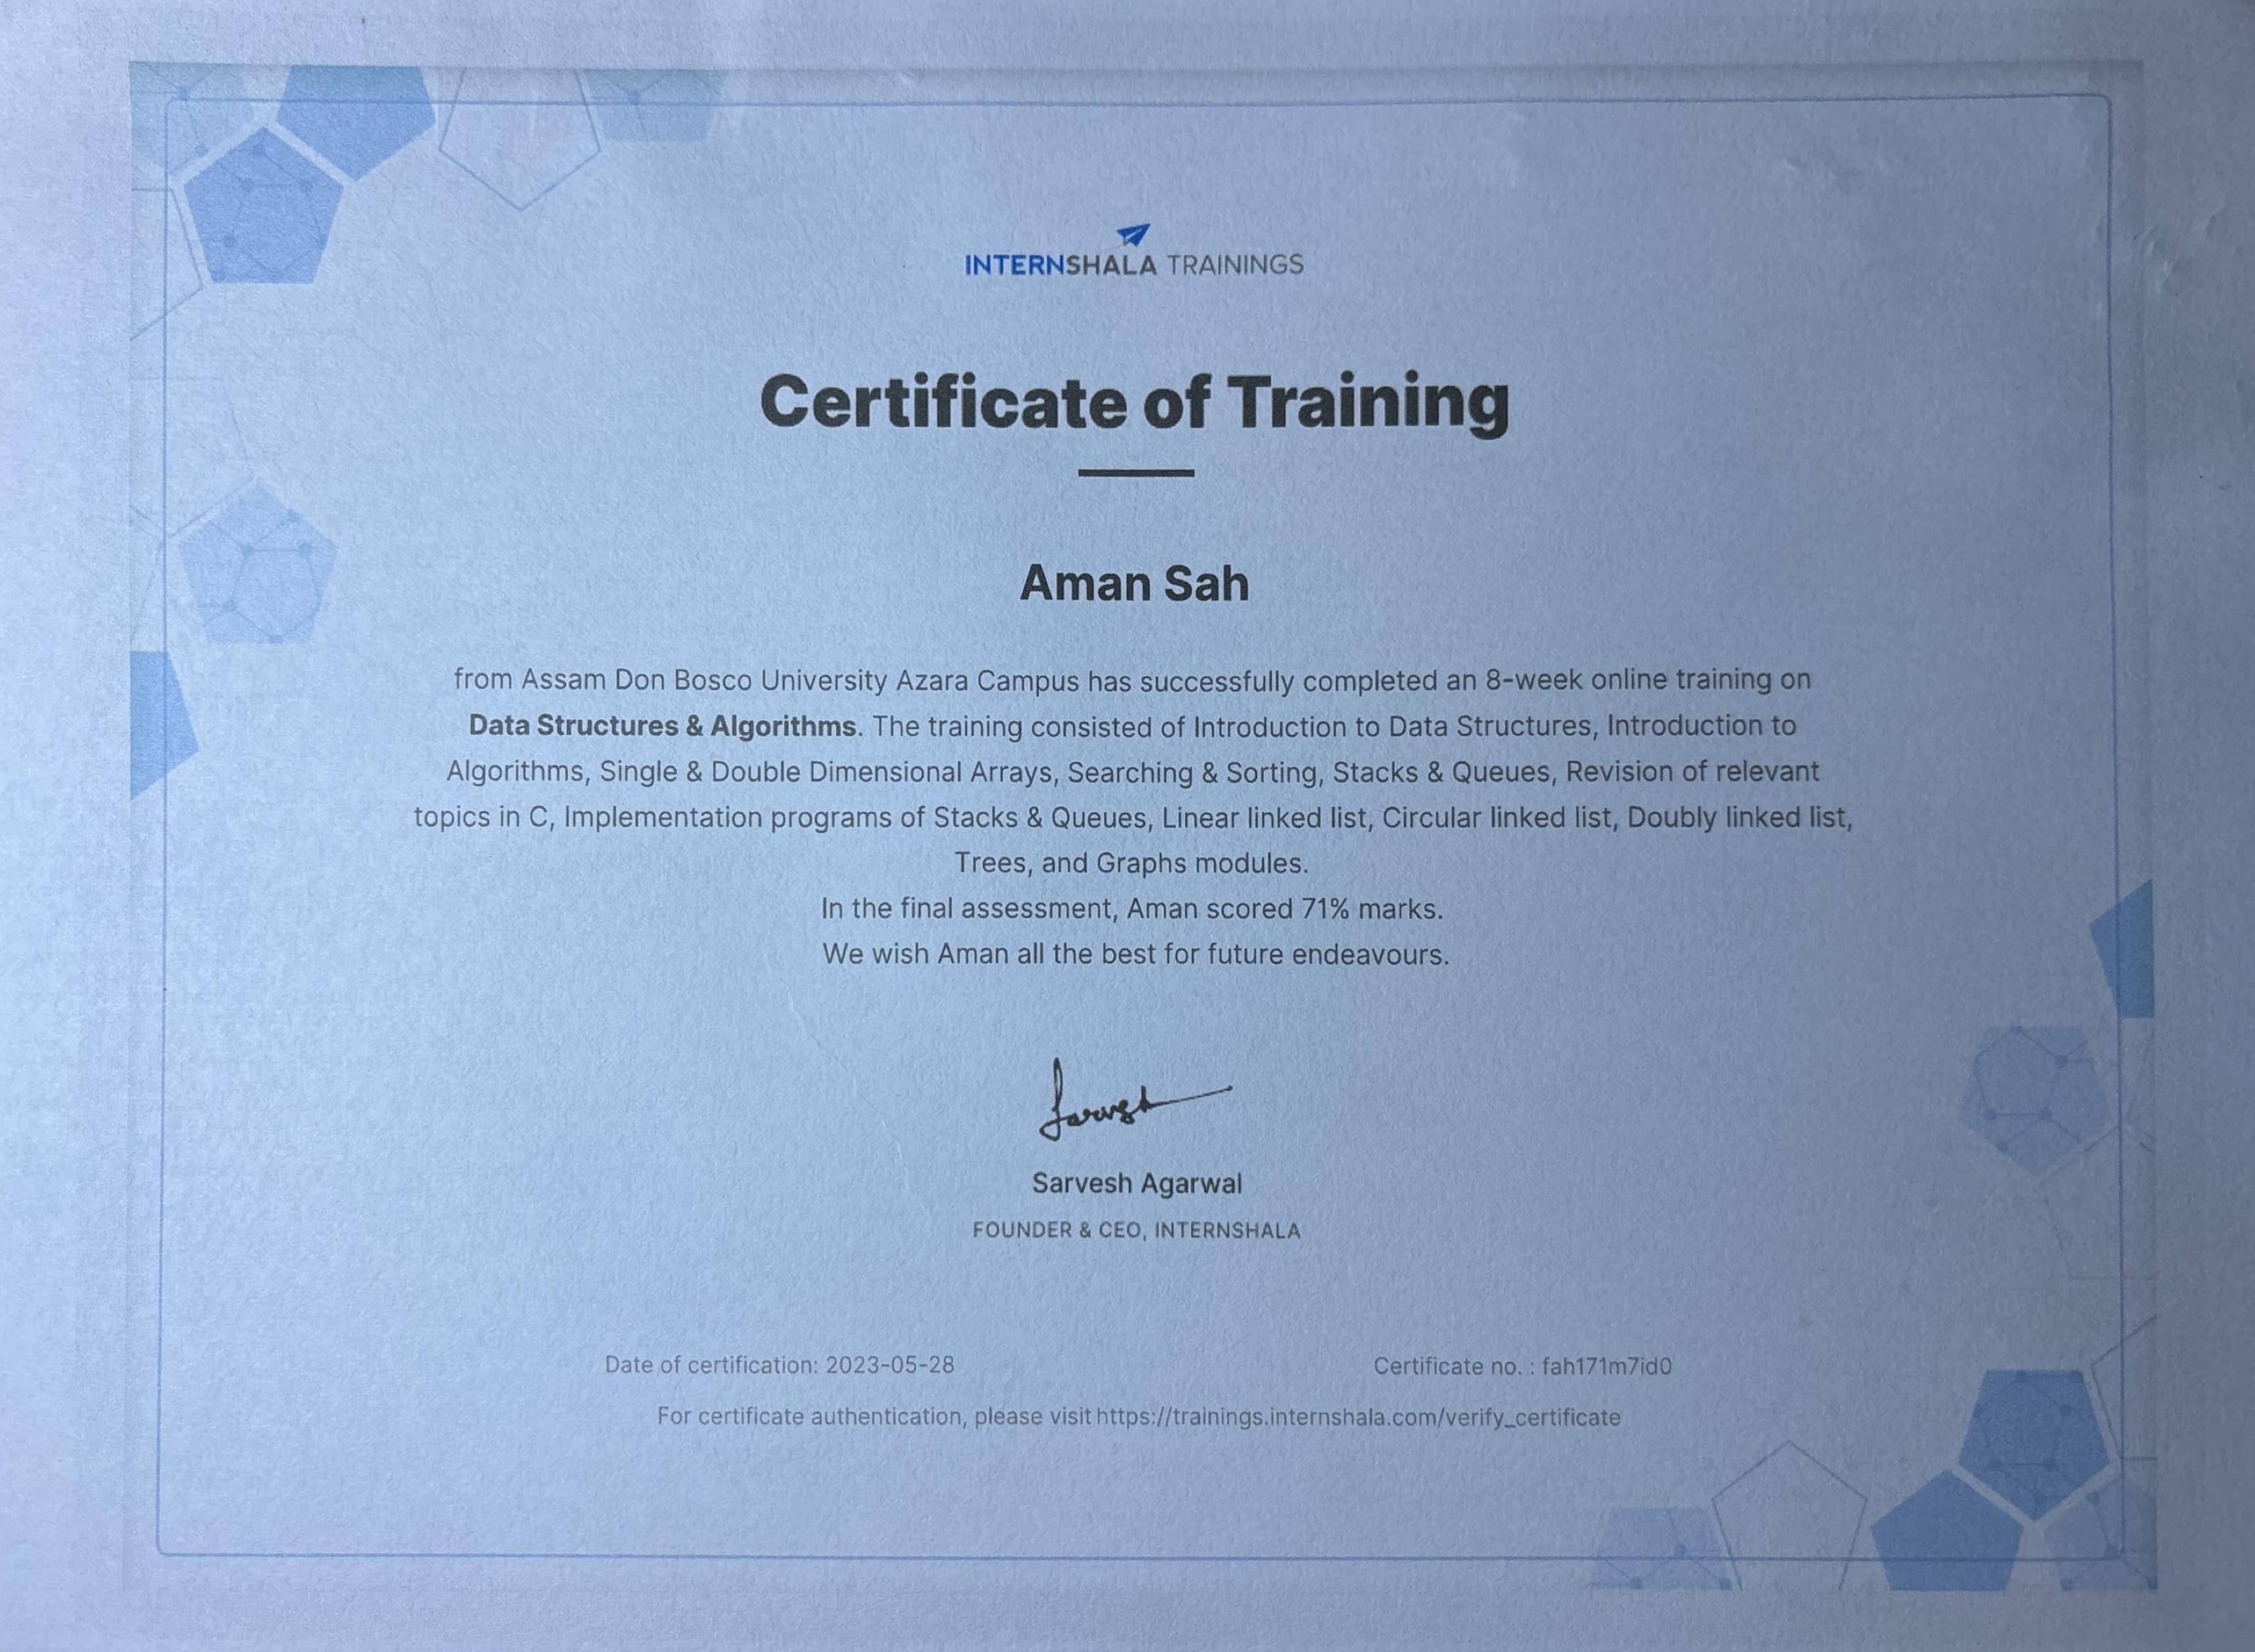 INTERNSHALA TRAININGS
Certificate of Training
Aman Sah
from Assam Don Bosco University Azara Campus has successfully completed an 8-week online training on
Data Structures & Algorithms. The training consisted of Introduction to Data Structures, Introduction to
Algorithms, Single & Double Dimensional Arrays, Searching & Sorting, Stacks & Queues, Revision of relevant
topics in C, Implementation programs of Stacks & Queues, Linear linked list, Circular linked list, Doubly linked list,
Trees, and Graphs modules.
In the final assessment, Aman scored 71% marks.
We wish Aman all the best for future endeavours.
Sarvesh
Sarvesh Agarwal
FOUNDER & CEO, INTERNSHALA
Date of certification: 2023-05-28
Certificate no. : fah171m7id0
For certificate authentication, please visit https://trainings.internshala.com/verify_certificate